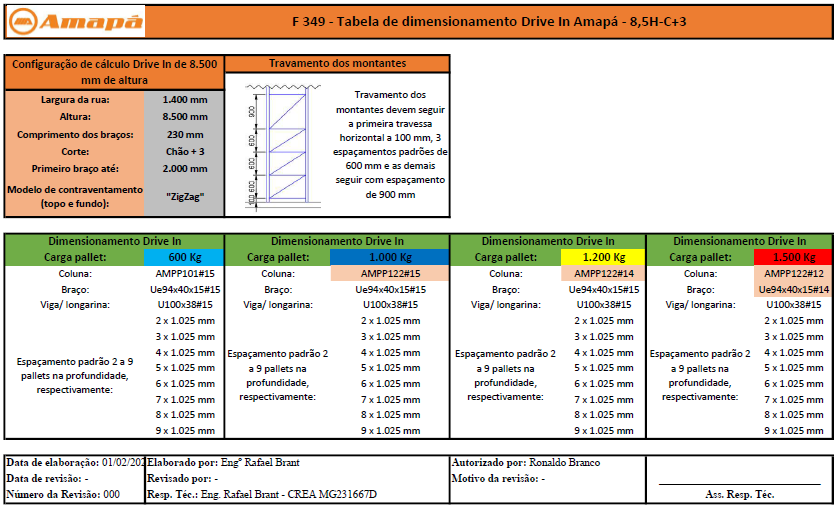 Amapá
F 349 - Tabela de dimensionamento Drive In Amapá - 8,5H-C+3
Configuração de cálculo Drive In de 8.500
mm de altura
Largura da rua: 1.400 mm
Altura: 8.500 mm
Comprimento dos braços: 230 mm
Corte: Chão + 3
Primeiro braço até: 2.000 mm
Modelo de contraventamento
(topo e fundo): "ZigZag"
Travamento dos montantes
900
600
600
600
100
Travamento dos
montantes devem seguir
a primeira travessa
horizontal a 100 mm, 3
espaçamentos padrões de
600 mm e as demais
seguir com espaçamento
de 900 mm
Dimensionamento Drive In
Carga pallet: 600 Kg
Coluna: AMPP101#15
Braço: Ue94x40x15#15
Viga/ longarina: U100x38#15
Espaçamento padrão 2 a 9
pallets na profundidade,
respectivamente:
2 x 1.025 mm
3 x 1.025 mm
4 x 1.025 mm
5 x 1.025 mm
6 x 1.025 mm
7 x 1.025 mm
8 x 1.025 mm
9 x 1.025 mm
Dimensionamento Drive In
Carga pallet: 1.000 Kg
Coluna: AMPP122#15
Braço: Ue94x40x15#15
Viga/ longarina: U100x38#15
Espaçamento padrão 2
a 9 pallets na
profundidade,
respectivamente:
2 x 1.025 mm
3 x 1.025 mm
4 x 1.025 mm
5 x 1.025 mm
6 x 1.025 mm
7 x 1.025 mm
8 x 1.025 mm
9 x 1.025 mm
Dimensionamento Drive In
Carga pallet: 1.200 Kg
Coluna: AMPP122#14
Braço: Ue94x40x15#15
Viga/ longarina: U100x38#15
Espaçamento padrão 2
a 9 pallets na
profundidade,
respectivamente:
2 x 1.025 mm
3 x 1.025 mm
4 x 1.025 mm
5 x 1.025 mm
6 x 1.025 mm
7 x 1.025 mm
8 x 1.025 mm
9 x 1.025 mm
Dimensionamento Drive In
Carga pallet: 1.500 Kg
Coluna: AMPP122#12
Braço: Ue94x40x15#14
Viga/ longarina: U100x38#15
Espaçamento padrão 2
a 9 pallets na
profundidade,
respectivamente:
2 x 1.025 mm
3 x 1.025 mm
4 x 1.025 mm
5 x 1.025 mm
6 x 1.025 mm
7 x 1.025 mm
8 x 1.025 mm
9 x 1.025 mm
Data de elaboração: 01/02/202
Data de revisão: -
Número da Revisão: 000
Elaborado por: Engº Rafael Brant
Revisado por: -
Resp. Téc.: Eng. Rafael Brant - CREA MG231667D
Autorizado por: Ronaldo Branco
Motivo da revisão: -
Ass. Resp. Téc.